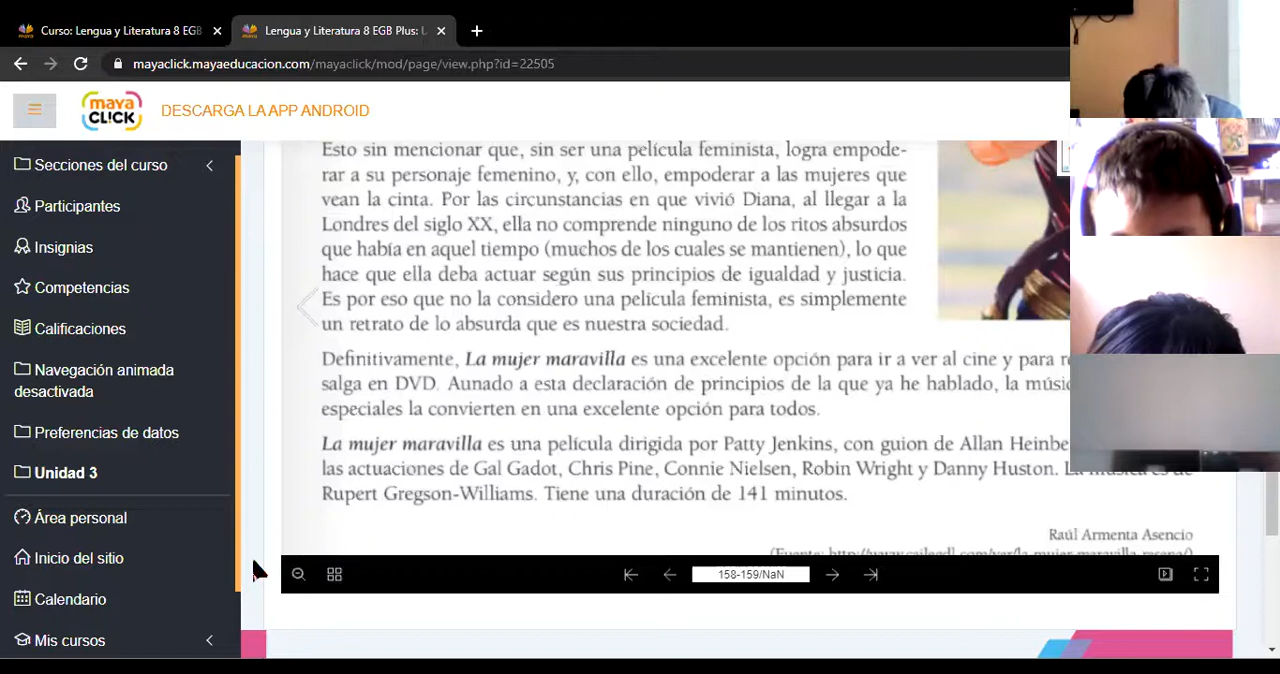 Curso: Lengua y Literatura 8 EGB
Lengua y Literatura 8 EGB Plus: L
mayaclick.mayaeducacion.com/mayaclick/mod/page/view.php?id=22505
maya CL!CK
DESCARGA LA APP ANDROID
Secciones del curso
Participantes
Insignias
Competencias
Calificaciones
Navegación animada
desactivada
Preferencias de datos
Unidad 3
Área personal
Inicio del sitio
Calendario
Mis cursos
Esto sin mencionar que, sin ser una película feminista, logra empode-
rar a su personaje femenino, y, con ello, empoderar a las mujeres que
vean la cinta. Por las circunstancias en que vivió Diana, al llegar a la
Londres del siglo XX, ella no comprende ninguno de los ritos absurdos
que había en aquel tiempo (muchos de los cuales se mantienen), lo que
hace que ella deba actuar según sus principios de igualdad y justicia.
Es por eso que no la considero una película feminista, es simplemente
un retrato de lo absurda que es nuestra sociedad.
Definitivamente, La mujer maravilla es una excelente opción para ir a ver al cine y para
salga en DVD. Aunado a esta declaración de principios de la que ya he hablado, la
especiales la convierten en una excelente opción para todos.
La mujer maravilla es una película dirigida por Patty Jenkins, con guion de Allan
las actuaciones de Gal Gadot, Chris Pine, Connie Nielsen, Robin Wright y Danny Huston. La música es de
Rupert Gregson-Williams. Tiene una duración de 141 minutos.
Raúl Armenta Asencio
(Fuente:
158-159/NaN